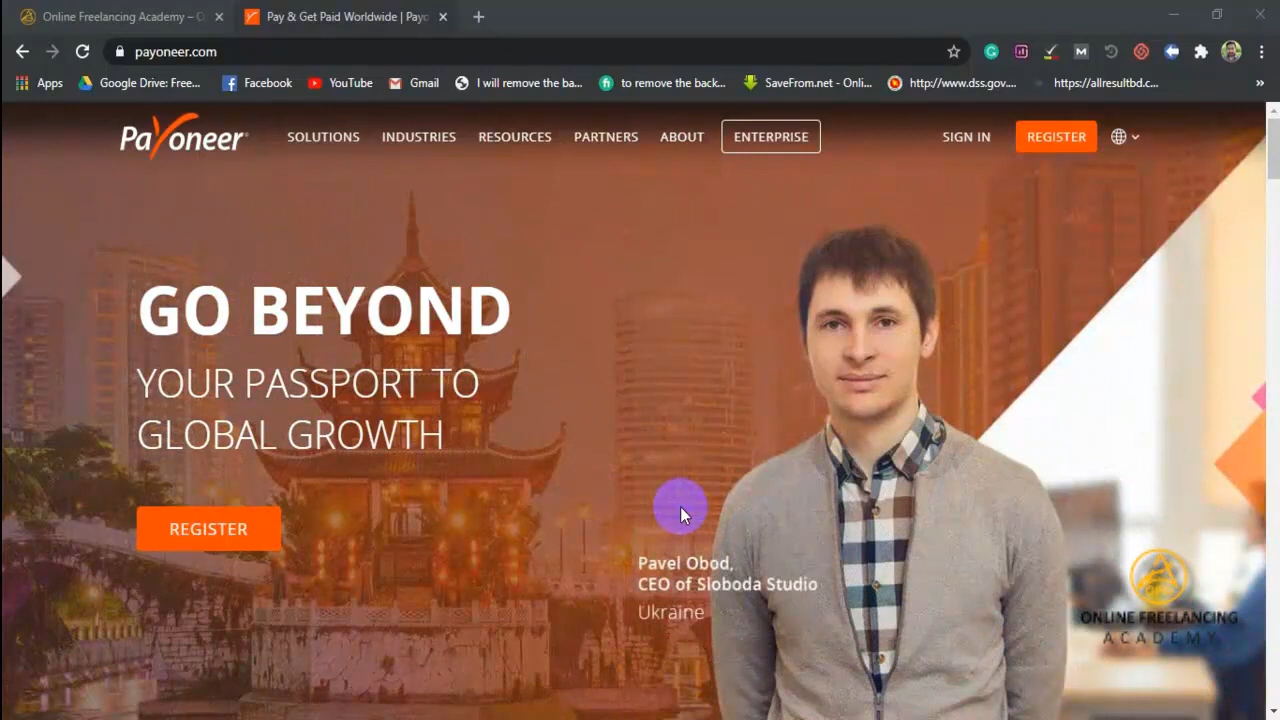 Online Freelancing Academy – O
Pay & Get Paid Worldwide | Payo
payoneer.com
Apps
Google Drive: Free...
Facebook
YouTube
Gmail
I will remove the ba...
to remove the back...
SaveFrom.net - Onli...
http://www.dss.gov....
https://allresultbd.c...
»
Payoneer
SOLUTIONS
INDUSTRIES
RESOURCES
PARTNERS
ABOUT
ENTERPRISE
SIGN IN
REGISTER
GO BEYOND
YOUR PASSPORT TO
GLOBAL GROWTH
REGISTER
Pavel Obod,
CEO of Sloboda Studio
Ukraine
ONLINE FREELANCING
ACADEMY